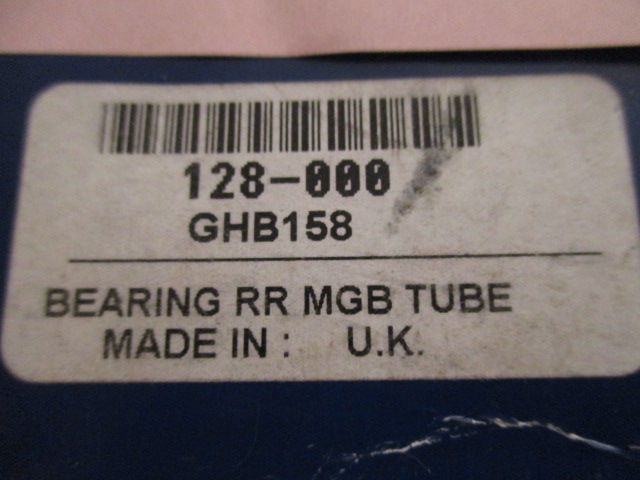 128-000
GHB158
BEARING RR MGB TUBE
MADE IN : U.K.